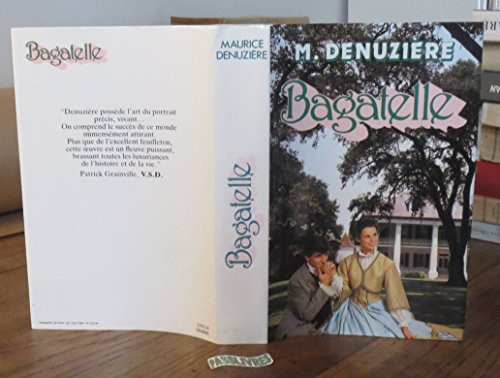 Bagatelle
"Denuzière possède l'art du portrait
précis, vivant...
On comprend le succès de ce monde
immensément attirant.
Plus que de l'excellent feuilleton,
cette œuvre est un fleuve puissant,
brassant toutes les luxuriances
de l'histoire et de la vie."
Patrick Grainville, V.S.D.
MAURICE
DENUZIÈRE
Bagatelle
M. DENUZIÈRE
Bagatelle
PASSLIVRES